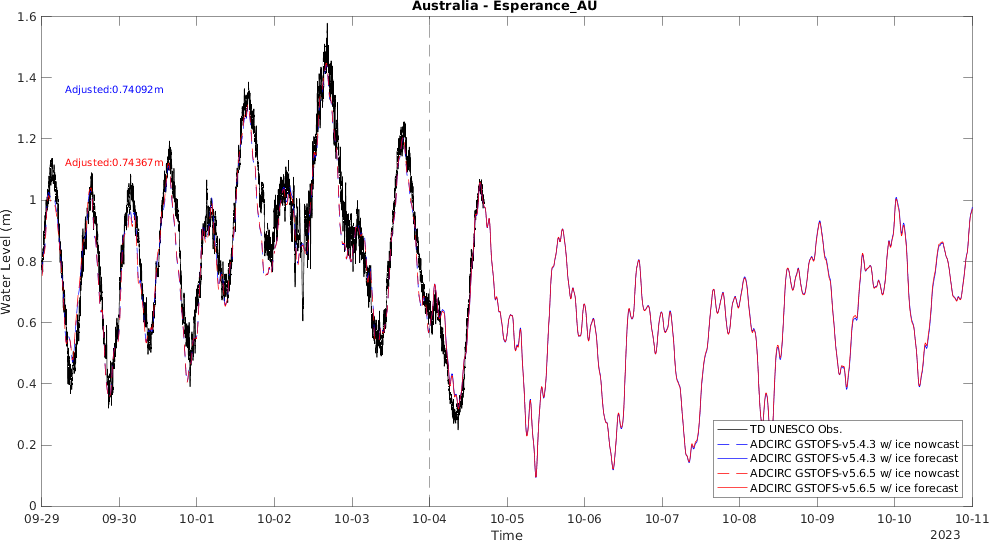 Australia - Esperance_AU
1.6
1.4
1.2
1
0.8
0.6
0.4
0.2
0
Water Level (m)
Adjusted:0.74092m
Adjusted:0.74367m
TD UNESCO Obs.
ADCIRC GSTOFS-v5.4.3 w/ ice nowcast
ADCIRC GSTOFS-v5.4.3 w/ ice forecast
ADCIRC GSTOFS-v5.6.5 w/ ice nowcast
ADCIRC GSTOFS-v5.6.5 w/ ice forecast
09-29 09-30 10-01 10-02 10-03 10-04 10-05 10-06 10-07 10-08 10-09 10-10 10-11
Time
2023